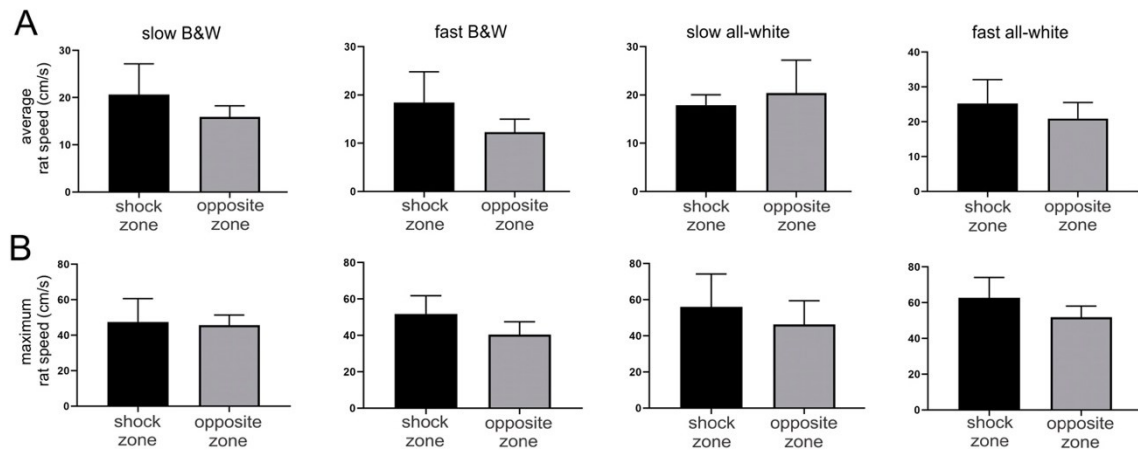 A
slow B&W
fast B&W
slow all-white
fast all-white
average
rat speed (cm/s)
30
20
10
0
shock
zone
opposite
zone
30
20
10
0
shock
zone
opposite
zone
30
20
10
0
shock
zone
opposite
zone
40
30
20
10
0
shock
zone
opposite
zone
B
maximum
rat speed (cm/s)
80
60
40
20
0
shock
zone
opposite
zone
80
60
40
20
0
shock
zone
opposite
zone
80
60
40
20
0
shock
zone
opposite
zone
80
60
40
20
0
shock
zone
opposite
zone